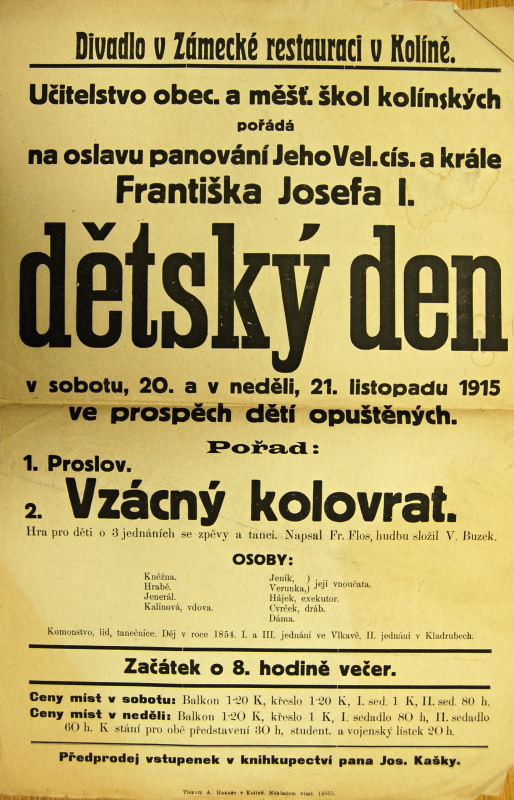 Divadlo v Zámecké restauraci v Kolíně.
Učitelstvo obec. a měšť. škol kolínských
pořádá
na oslavu panování Jeho Vel. cís. a krále
Františka Josefa I.
dětský den
v sobotu, 20. a v neděli, 21. listopadu 1915
ve prospěch dětí opuštěných.
Pořad:
1. Proslov.
2. Vzácný kolovrat.
Hra pro děti o 3 jednáních se zpěvy a tanci. Napsal Fr. Flos, hudbu složil V. Buzek.
OSOBY:
Kněžna.
Hrabě.
Jenerál.
Kalinová, vdova.
Jeník, )
Verunka,) její vnoučata.
Hájek, exekutor.
Cvrček, dráb.
Dáma.
Komonstvo, lid, tanečnice. Děj v roce 1854. I. a III. jednání ve Vlkavě, II. jednání v Kladrubech.
Začátek o 8. hodině večer.
Ceny míst v sobotu: Balkon 1·20 K, křeslo 1·20 K, I. sed. 1 K, II. sed. 80 h.
Ceny míst v neděli: Balkon 1·20 K, křeslo 1 K, I. sedadlo 80 h, II. sedadlo
60 h. K stání pro obě představení 30 h, student. a vojenský lístek 20 h.
Předprodej vstupenek v knihkupectví pana Jos. Kašky.
Tiskem A. Hanuše v Kolíně. Nákladem vlast. 14855.